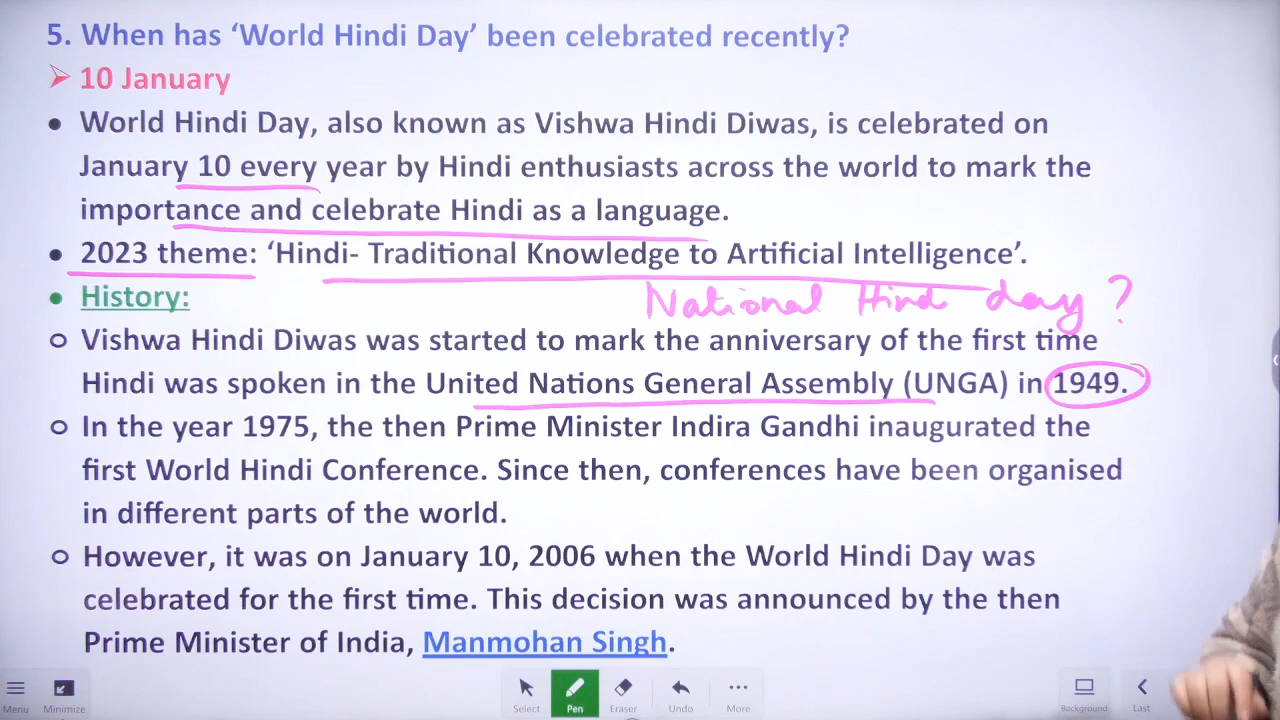 5. When has ‘World Hindi Day’ been celebrated recently?
➢ 10 January
• World Hindi Day, also known as Vishwa Hindi Diwas, is celebrated on
January 10 every year by Hindi enthusiasts across the world to mark the
importance and celebrate Hindi as a language.
• 2023 theme: ‘Hindi- Traditional Knowledge to Artificial Intelligence’.
• History:
National Hindi day ?
o Vishwa Hindi Diwas was started to mark the anniversary of the first time
Hindi was spoken in the United Nations General Assembly (UNGA) in 1949.
o In the year 1975, the then Prime Minister Indira Gandhi inaugurated the
first World Hindi Conference. Since then, conferences have been organised
in different parts of the world.
o However, it was on January 10, 2006 when the World Hindi Day was
celebrated for the first time. This decision was announced by the then
Prime Minister of India, Manmohan Singh.
Menu Minimize Select Pen Eraser Undo More Background Last